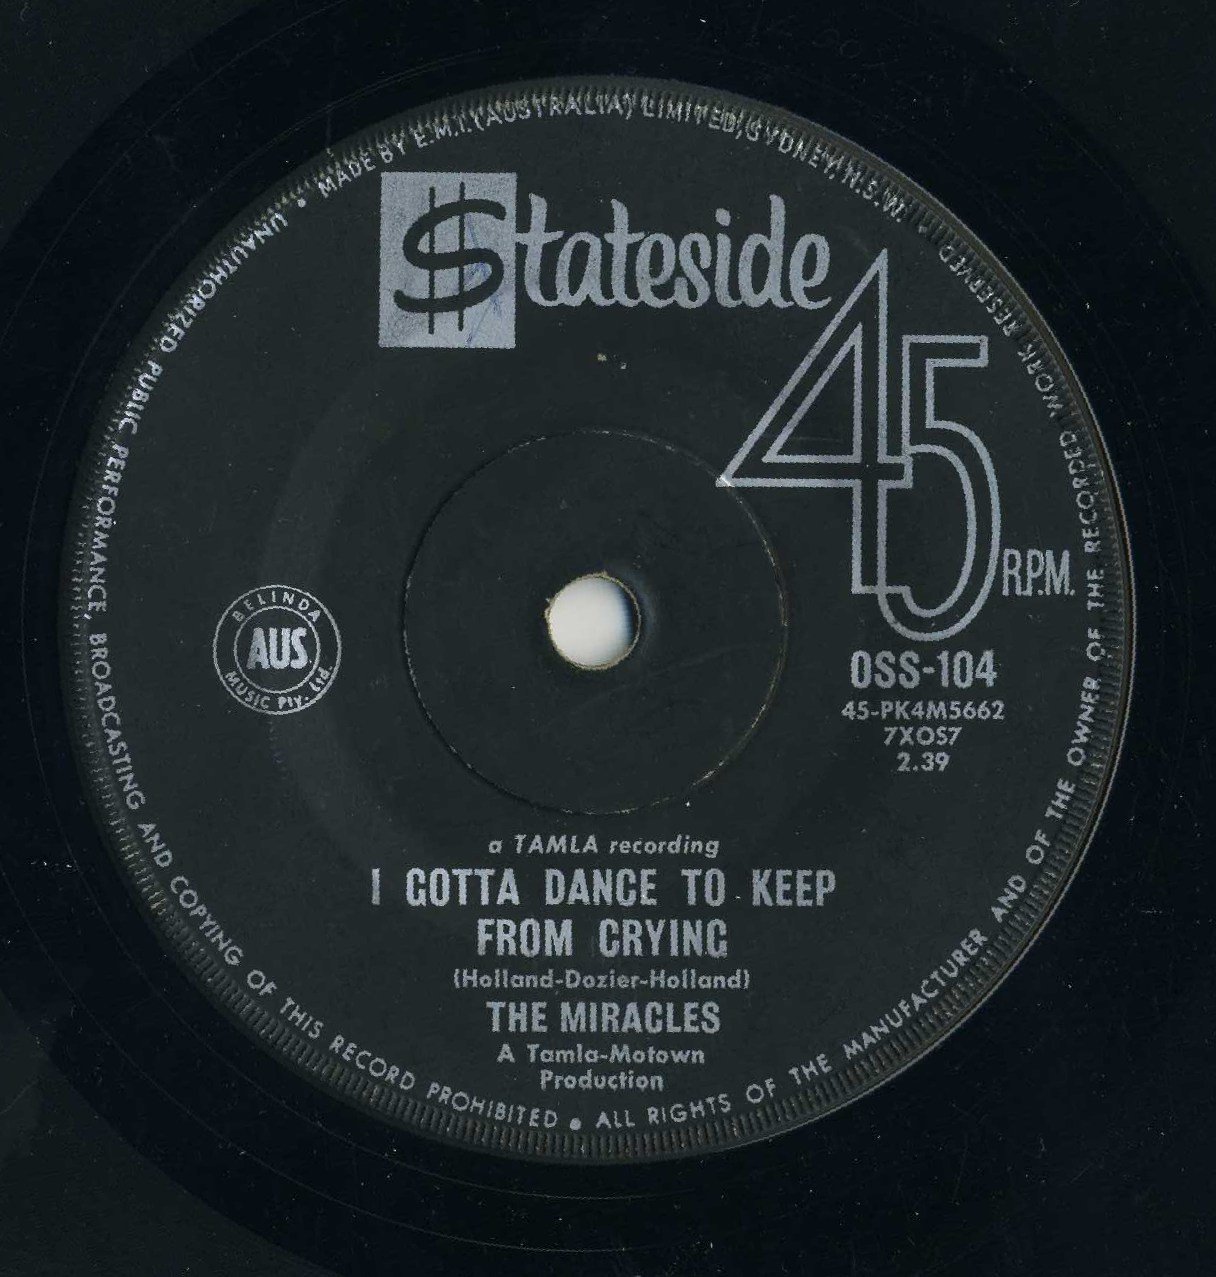 MADE BY E.M.I. (AUSTRALIA) LIMITED, SYDNEY, N.S.W. ● ALL RIGHTS OF THE MANUFACTURER AND OF THE OWNER OF THE RECORDED WORK RESERVED ● UNAUTHORIZED PUBLIC PERFORMANCE, BROADCASTING AND COPYING OF THIS RECORD PROHIBITED ●
$tateside
45
R.P.M.
BELINDA
AUS
MUSIC Pty. Ltd.
OSS-104
45-PK4M5662
7XOS7
2.39
a TAMLA recording
I GOTTA DANCE TO KEEP
FROM CRYING
(Holland-Dozier-Holland)
THE MIRACLES
A Tamla-Motown
Production